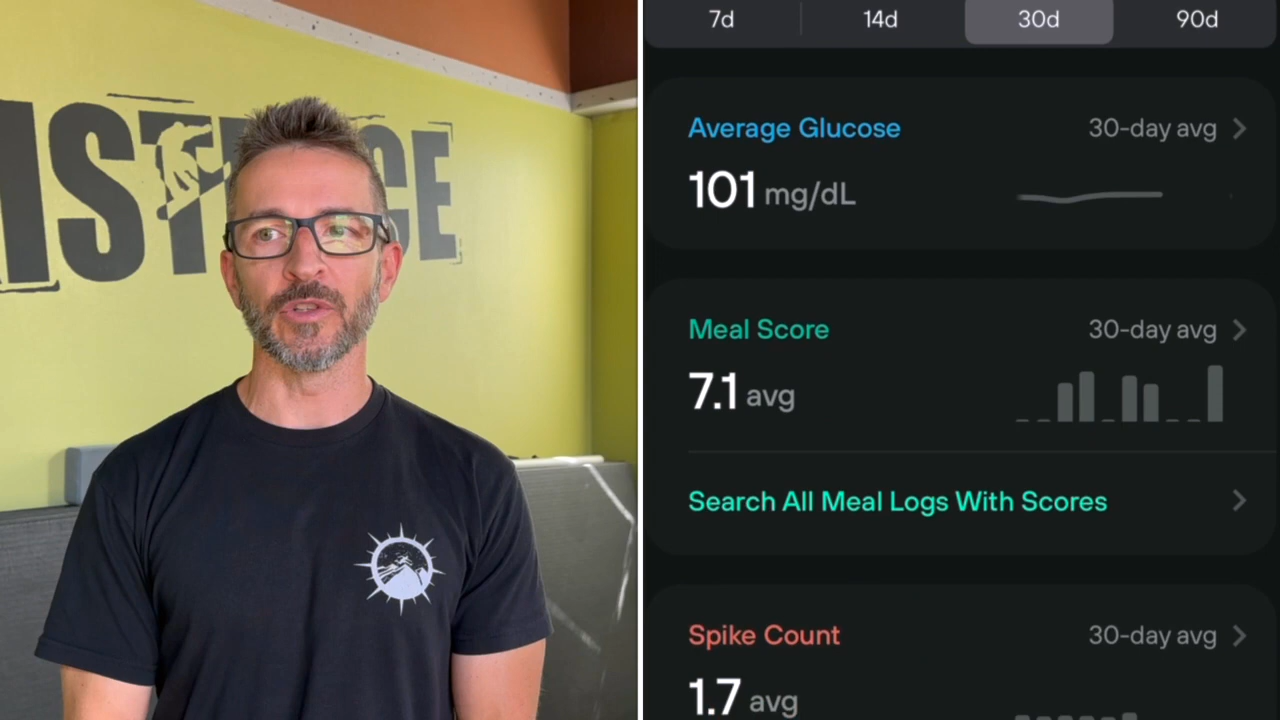 ISTENCE
7d 14d 30d 90d
Average Glucose 30-day avg
101 mg/dL
Meal Score 30-day avg
7.1 avg
Search All Meal Logs With Scores
Spike Count 30-day avg
1.7 avg